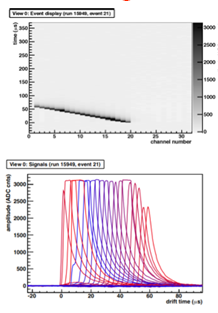 View 0: Event display (run 15949, event 21)
time (μs)
350
300
250
200
150
100
50
0
3000
2500
2000
1500
1000
500
0
0 5 10 15 20 25 30
channel number
View 0: Signals (run 15949, event 21)
amplitude (ADC cnts)
3000
2500
2000
1500
1000
500
0
-20 0 20 40 60 80 100
drift time (μs)